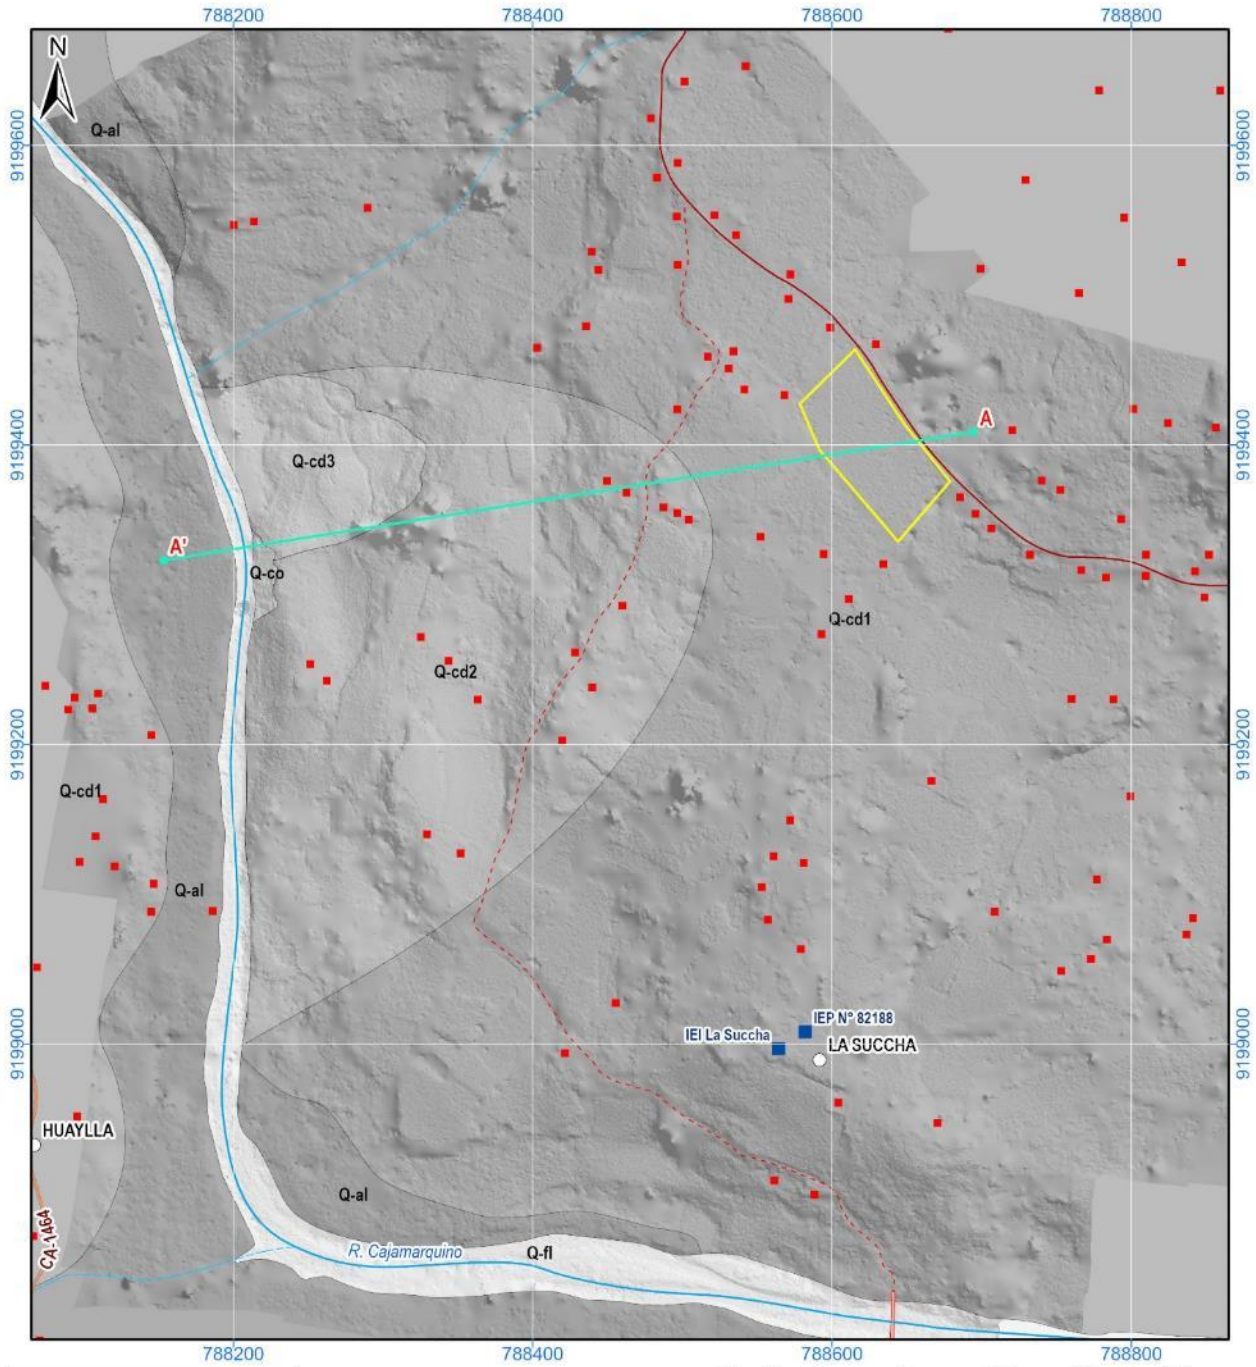 788200
788400
788600
788800
N
Q-al
9199600
9199600
A
9199400
9199400
Q-cd3
A'
Q-co
Q-cd1
Q-cd2
9199200
9199200
Q-cd1
Q-al
IEP N° 82188
IEI La Succha
LA SUCCHA
9199000
9199000
HUAYLLA
Q-al
CA-1464
R. Cajamarquino
Q-fl
788200
788400
788600
788800